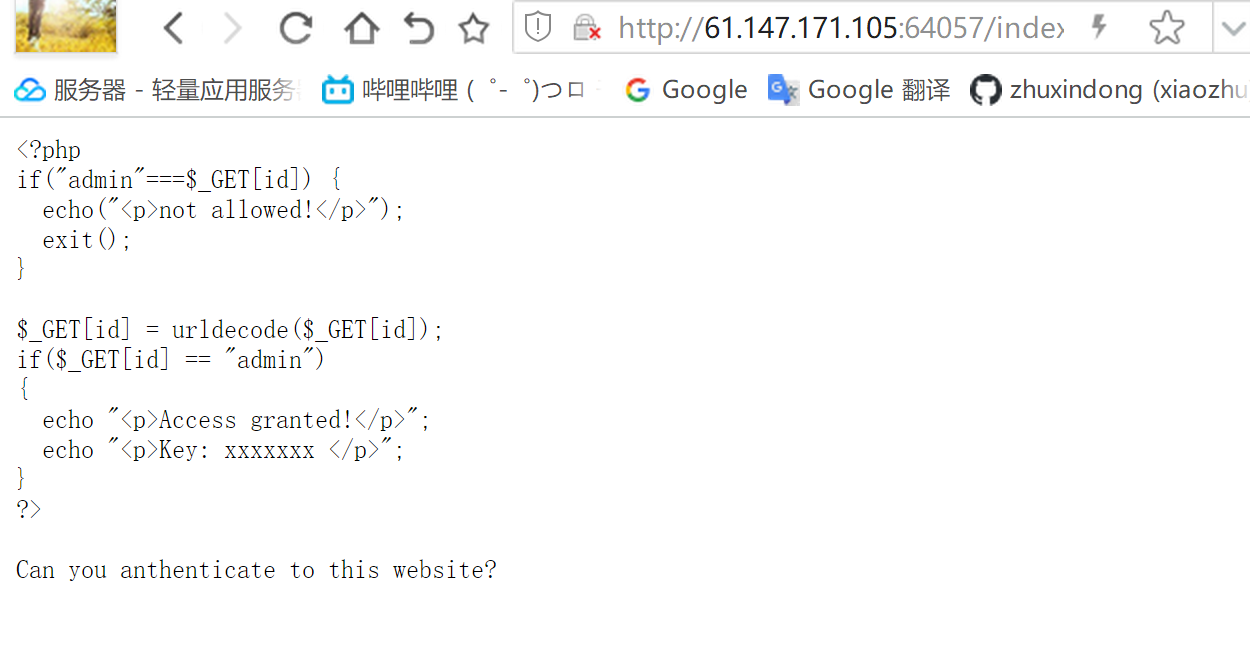 http://61.147.171.105:64057/index
服务器 - 轻量应用服务
哔哩哔哩 ( ゜- ゜)つロ
Google
Google 翻译
zhuxindong (xiaozhu
<?php
if("admin"===$_GET[id]) {
  echo("<p>not allowed!</p>");
  exit();
}
$_GET[id] = urldecode($_GET[id]);
if($_GET[id] == "admin")
{
  echo "<p>Access granted!</p>";
  echo "<p>Key: xxxxxxx </p>";
}
?>
Can you anthenticate to this website?